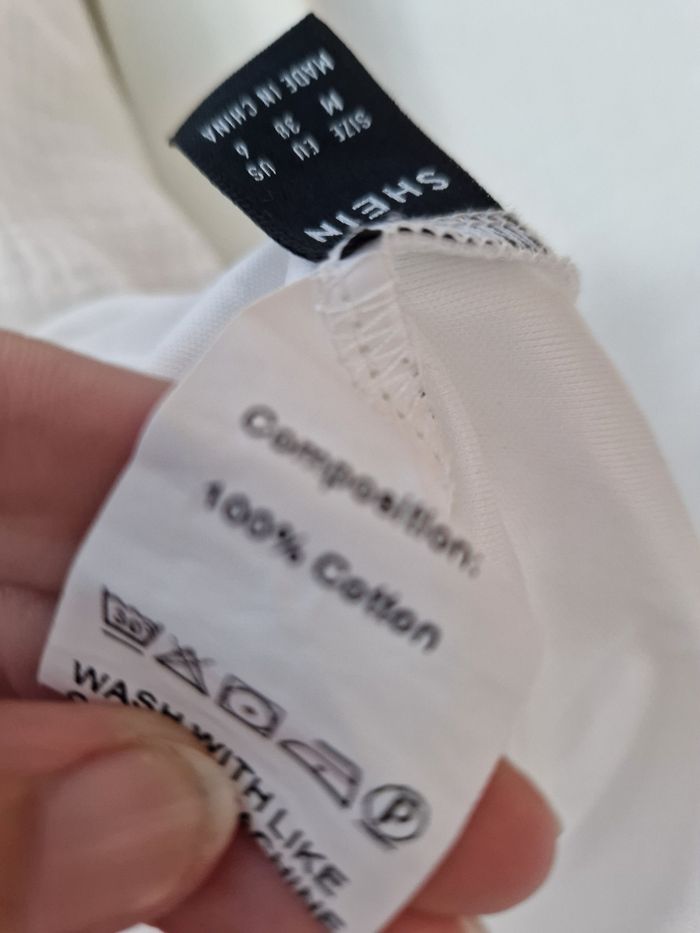 SHEIN
SIZE EU US
M 38 6
MADE IN CHINA
Composition:
100% Cotton
30
P
WASH WITH LIKE